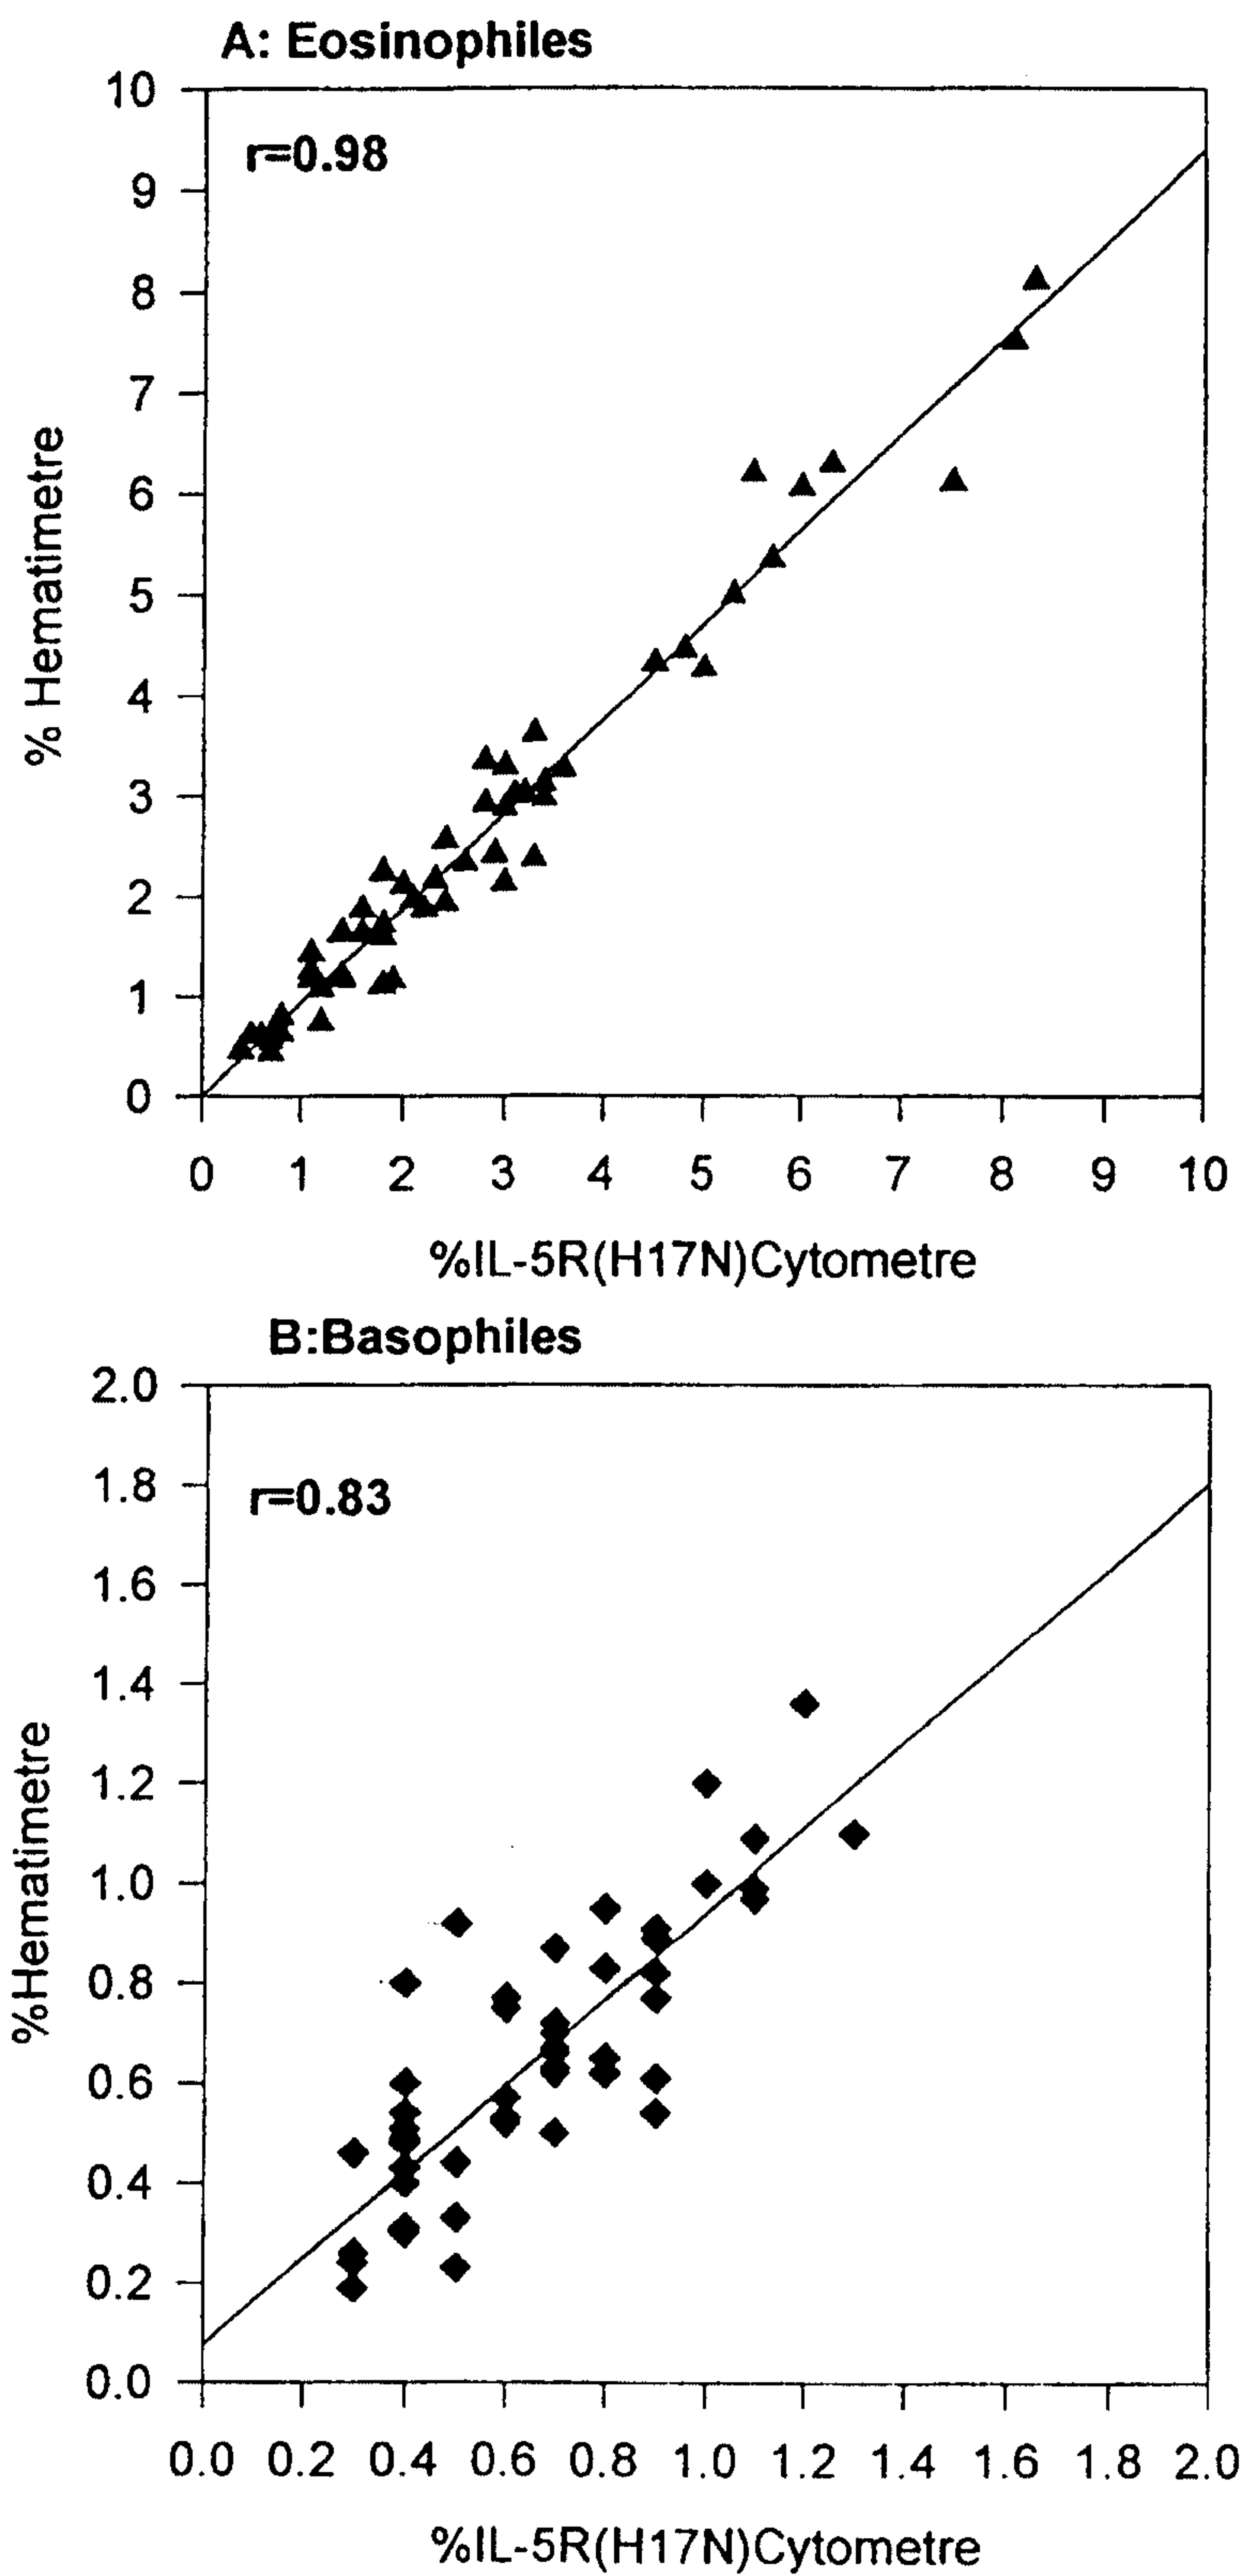 A: Eosinophiles
10
r=0.98
9
8
7
6
5
4
3
2
1
0
% Hematimetre
0 1 2 3 4 5 6 7 8 9 10
%IL-5R(H17N)Cytometre
B:Basophiles
2.0
r=0.83
1.8
1.6
1.4
1.2
1.0
0.8
0.6
0.4
0.2
0.0
%Hematimetre
0.0 0.2 0.4 0.6 0.8 1.0 1.2 1.4 1.6 1.8 2.0
%IL-5R(H17N)Cytometre